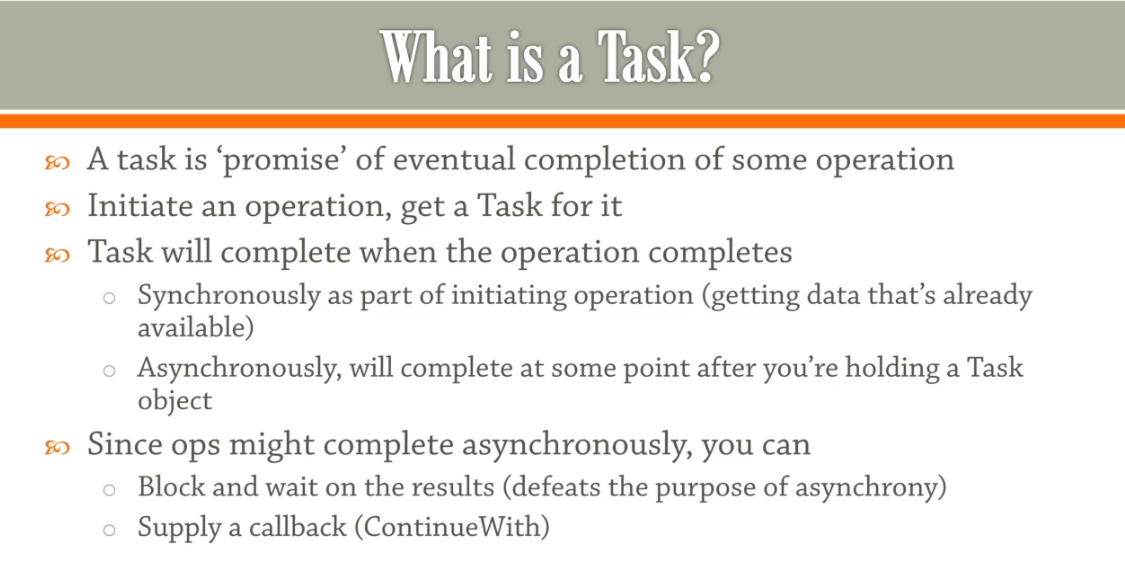 What is a Task?
A task is ‘promise’ of eventual completion of some operation
Initiate an operation, get a Task for it
Task will complete when the operation completes
Synchronously as part of initiating operation (getting data that’s already
available)
Asynchronously, will complete at some point after you’re holding a Task
object
Since ops might complete asynchronously, you can
Block and wait on the results (defeats the purpose of asynchrony)
Supply a callback (ContinueWith)